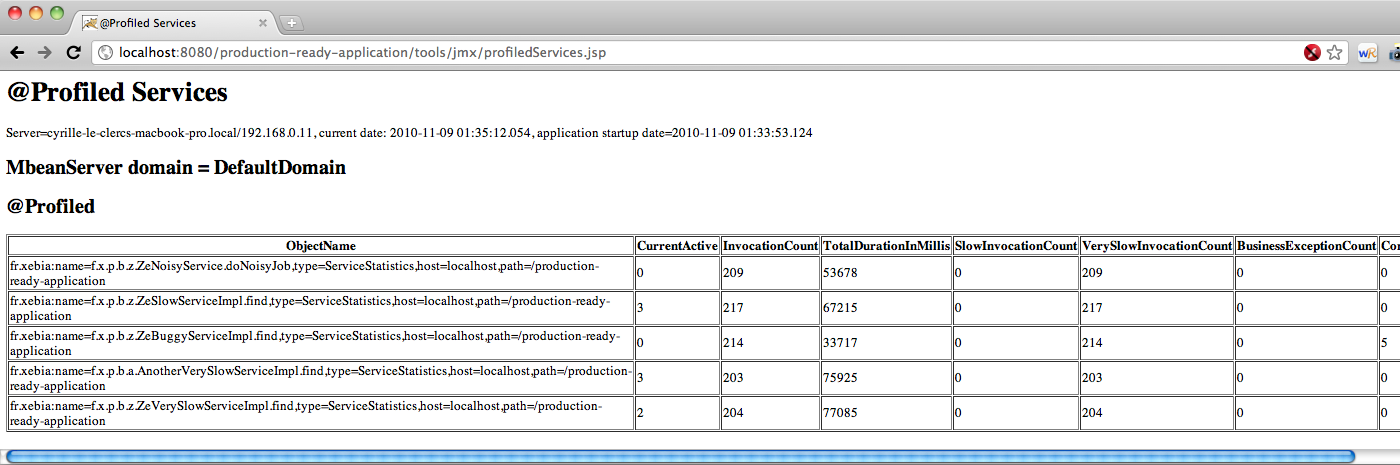 @Profiled Services
localhost:8080/production-ready-application/tools/jmx/profiledServices.jsp
wR
@Profiled Services
Server=cyrille-le-clercs-macbook-pro.local/192.168.0.11, current date: 2010-11-09 01:35:12.054, application startup date=2010-11-09 01:33:53.124
MbeanServer domain = DefaultDomain
@Profiled
ObjectName CurrentActive InvocationCount TotalDurationInMillis SlowInvocationCount VerySlowInvocationCount BusinessExceptionCount Co
fr.xebia:name=f.x.p.b.z.ZeNoisyService.doNoisyJob,type=ServiceStatistics,host=localhost,path=/production-
ready-application 0 209 53678 0 209 0 0
fr.xebia:name=f.x.p.b.z.ZeSlowServiceImpl.find,type=ServiceStatistics,host=localhost,path=/production-ready-
application 3 217 67215 0 217 0 0
fr.xebia:name=f.x.p.b.z.ZeBuggyServiceImpl.find,type=ServiceStatistics,host=localhost,path=/production-ready-
application 0 214 33717 0 214 0 5
fr.xebia:name=f.x.p.b.a.AnotherVerySlowServiceImpl.find,type=ServiceStatistics,host=localhost,path=/production-
ready-application 3 203 75925 0 203 0 0
fr.xebia:name=f.x.p.b.z.ZeVerySlowServiceImpl.find,type=ServiceStatistics,host=localhost,path=/production-
ready-application 2 204 77085 0 204 0 0